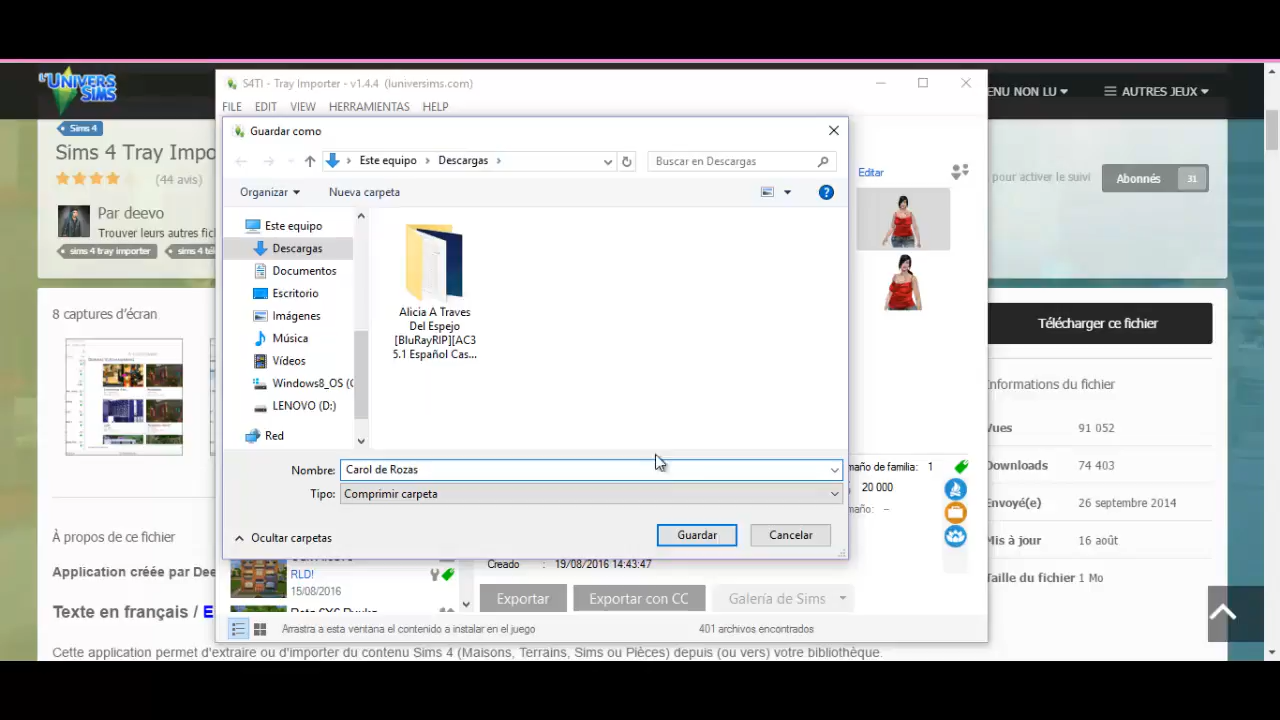 L'UNIVERS
SIMS
ENU NON LU
AUTRES JEUX
Sims 4
Sims 4 Tray Impo
(44 avis)
Par deevo
Trouver leurs autres fic
sims 4 tray importer
sims 4 té
pour activer le suivi
Abonnés
31
8 captures d'écran
À propos de ce fichier
Application créée par Dee
Texte en français / E
Cette application permet d'extraire ou d'importer du contenu Sims 4 (Maisons, Terrains, Sims ou Pièces) depuis (ou vers) votre bibliothèque.
Télécharger ce fichier
Informations du fichier
Vues
91 052
Downloads
74 403
Envoyé(e)
26 septembre 2014
Mis à jour
16 août
Taille du fichier
1 Mo
S4TI - Tray Importer - v1.4.4 (luniversims.com)
FILE
EDIT
VIEW
HERRAMIENTAS
HELP
Editar
Guardar como
Este equipo
Descargas
Buscar en Descargas
Organizar
Nueva carpeta
Este equipo
Descargas
Documentos
Escritorio
Imágenes
Música
Vídeos
Windows8_OS (C
LENOVO (D:)
Red
Alicia A Traves
Del Espejo
[BluRayRIP][AC3
5.1 Español Cas...
Nombre:
Carol de Rozas
Tipo:
Comprimir carpeta
Ocultar carpetas
Guardar
Cancelar
maño de familia:
1
20 000
maño:
–
RLD!
15/08/2016
Creado
19/08/2016 14:43:47
Exportar
Exportar con CC
Galería de Sims
Arrastra a esta ventana el contenido a instalar en el juego
401 archivos encontrados